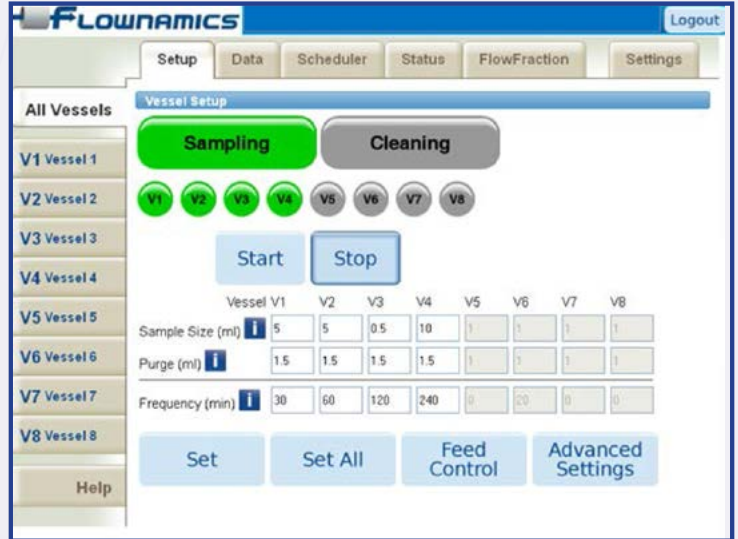 FLOWNAMICS
Logout
Setup Data Scheduler Status FlowFraction Settings
All Vessels
Vessel Setup
Sampling Cleaning
V1 Vessel 1
V2 Vessel 2
V1 V2 V3 V4 V5 V6 V7 V8
V3 Vessel 3
Start Stop
V4 Vessel 4
Vessel V1 V2 V3 V4 V5 V6 V7 V8
V5 Vessel 5
Sample Size (ml) i 5 5 0.5 10 1 1 1 1
V6 Vessel 6
Purge (ml) i 1.5 1.5 1.5 1.5 1 1 1 1
V7 Vessel 7
Frequency (min) i 30 60 120 240 0 20 0 0
V8 Vessel 8
Set Set All Feed Control Advanced Settings
Help